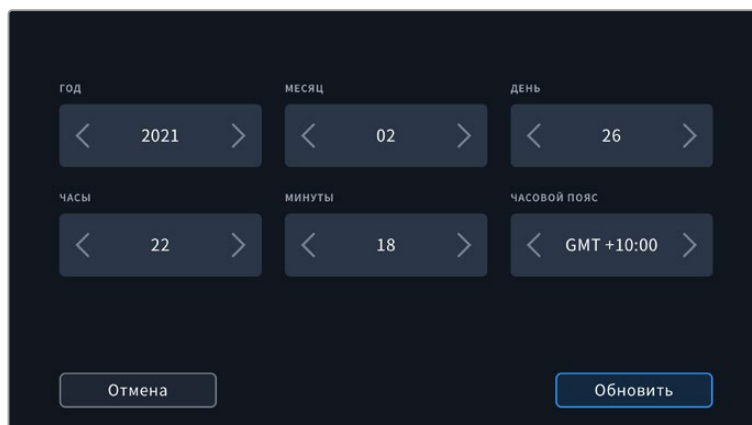 ГОД МЕСЯЦ ДЕНЬ
2021 02 26
ЧАСЫ МИНУТЫ ЧАСОВОЙ ПОЯС
22 18 GMT +10:00
Отмена Обновить